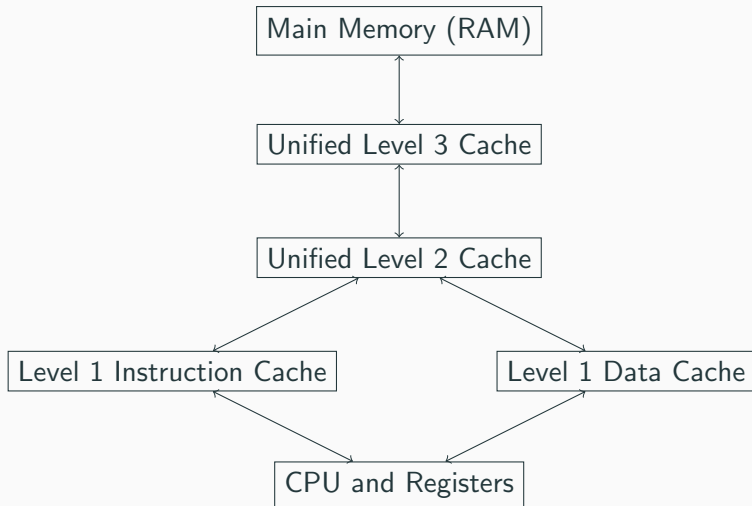 Main Memory (RAM)
Unified Level 3 Cache
Unified Level 2 Cache
Level 1 Instruction Cache
Level 1 Data Cache
CPU and Registers